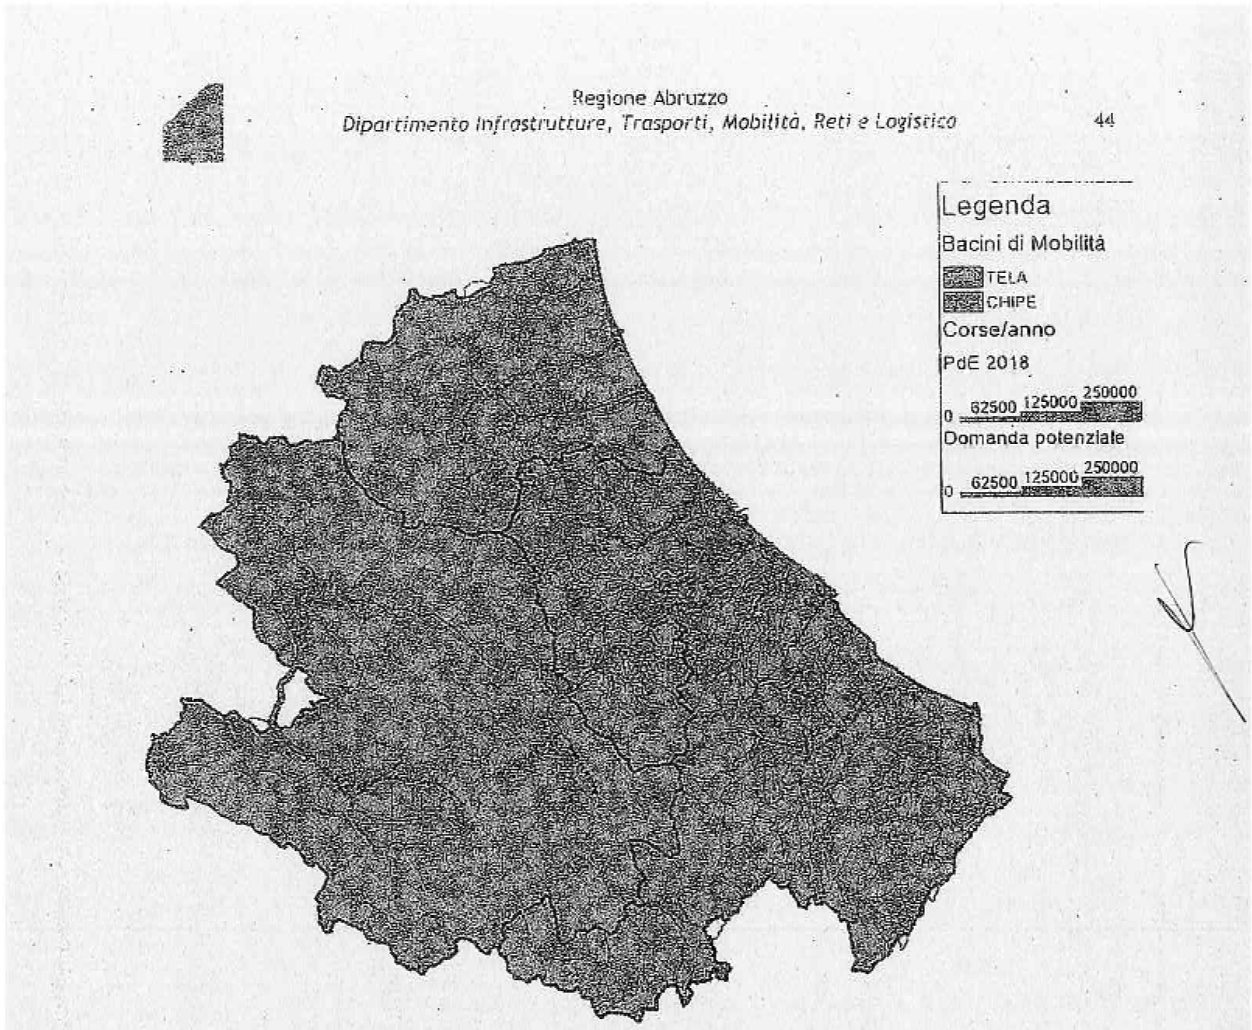 Regione Abruzzo
Dipartimento Infrastrutture, Trasporti, Mobilità, Reti e Logistica
44
Legenda
Bacini di Mobilità
TELA
CHIPE
Corse/anno
PdE 2018
0 62500 125000 250000
Domanda potenziale
0 62500 125000 250000